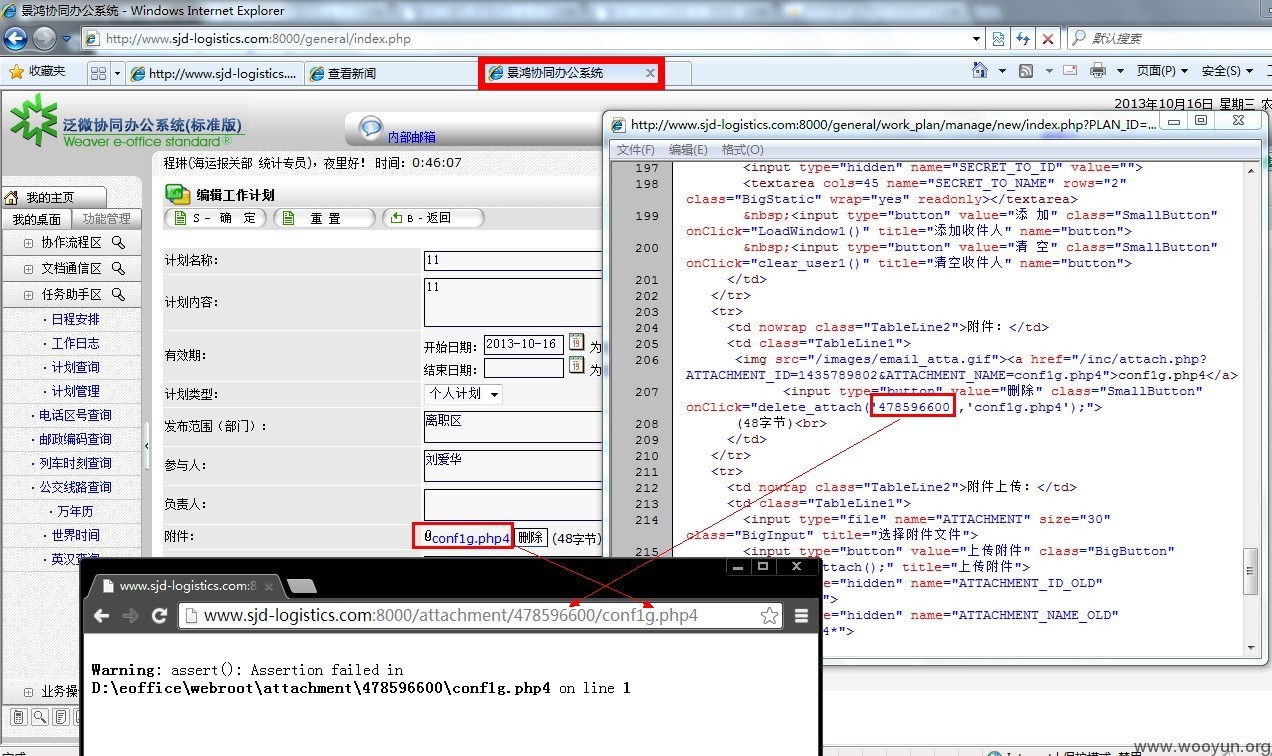 景鸿协同办公系统 - Windows Internet Explorer
http://www.sjd-logistics.com:8000/general/index.php
默认搜索
收藏夹
http://www.sjd-logistics....
查看新闻
景鸿协同办公系统
页面(P)
安全(S)
2013年10月16日 星期三 农
泛微协同办公系统(标准版)
Weaver e-office standard®
内部邮箱
程琳(海运报关部 统计专员), 夜里好! 时间: 0:46:07
我的主页
我的桌面
功能管理
协作流程区
文档通信区
任务助手区
·日程安排
·工作日志
·计划查询
·计划管理
·电话区号查询
·邮政编码查询
·列车时刻查询
·公交线路查询
·万年历
·世界时间
·英汉查询
业务操
编辑工作计划
S - 确 定
重 置
B - 返回
计划名称:
11
计划内容:
11
有效期:
开始日期: 2013-10-16 为
结束日期: 为
计划类型:
个人计划
发布范围(部门):
离职区
参与人:
刘爱华
负责人:
附件:
conf1g.php4 删除 (48字节)
http://www.sjd-logistics.com:8000/general/work_plan/manage/new/index.php?PLAN_ID=...
文件(F) 编辑(E) 格式(O)
197 <input type="hidden" name="SECRET_TO_ID" value="">
198 <textarea cols=45 name="SECRET_TO_NAME" rows="2"
class="BigStatic" wrap="yes" readonly></textarea>
199 &nbsp;<input type="button" value="添 加" class="SmallButton"
onClick="LoadWindow1()" title="添加收件人" name="button">
200 &nbsp;<input type="button" value="清 空" class="SmallButton"
onClick="clear_user1()" title="清空收件人" name="button">
201 </td>
202 </tr>
203 <tr>
204 <td nowrap class="TableLine2">附件: </td>
205 <td class="TableLine1">
206 <img src="/images/email_atta.gif"><a href="/inc/attach.php?
ATTACHMENT_ID=1435789802&ATTACHMENT_NAME=conf1g.php4">conf1g.php4</a>
207 <input type="button" value="删除" class="SmallButton"
onClick="delete_attach('478596600','conf1g.php4');">
208 (48字节)<br>
209 </td>
210 </tr>
211 <tr>
212 <td nowrap class="TableLine2">附件上传: </td>
213 <td class="TableLine1">
214 <input type="file" name="ATTACHMENT" size="30"
class="BigInput" title="选择附件文件">
215 <input type="button" value="上传附件" class="BigButton"
ttach();" title="上传附件">
="hidden" name="ATTACHMENT_ID_OLD"
">
="hidden" name="ATTACHMENT_NAME_OLD"
4*">
www.sjd-logistics.com:8
www.sjd-logistics.com:8000/attachment/478596600/conf1g.php4
Warning: assert(): Assertion failed in
D:\eoffice\webroot\attachment\478596600\conf1g.php4 on line 1
www.wooyun.org